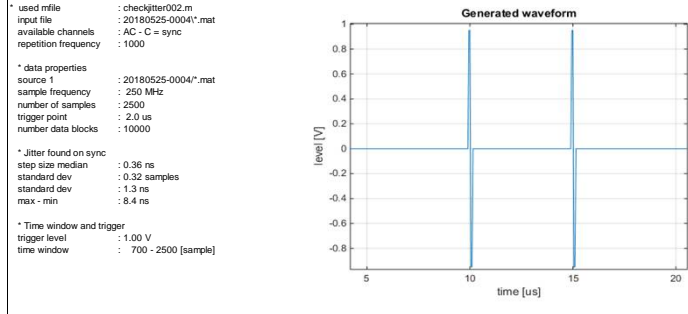 * used mfile : checkjitter002.m
input file : 20180525-0004\*.mat
available channels : AC - C = sync
repetition frequency : 1000
* data properties
source 1 : 20180525-0004/*.mat
sample frequency : 250 MHz
number of samples : 2500
trigger point : 2.0 us
number data blocks : 10000
* Jitter found on sync
step size median : 0.36 ns
standard dev : 0.32 samples
standard dev : 1.3 ns
max - min : 8.4 ns
* Time window and trigger
trigger level : 1.00 V
time window : 700 - 2500 [sample]
Generated waveform
1
0.8
0.6
0.4
0.2
0
-0.2
-0.4
-0.6
-0.8
level [V]
5 10 15 20
time [us]